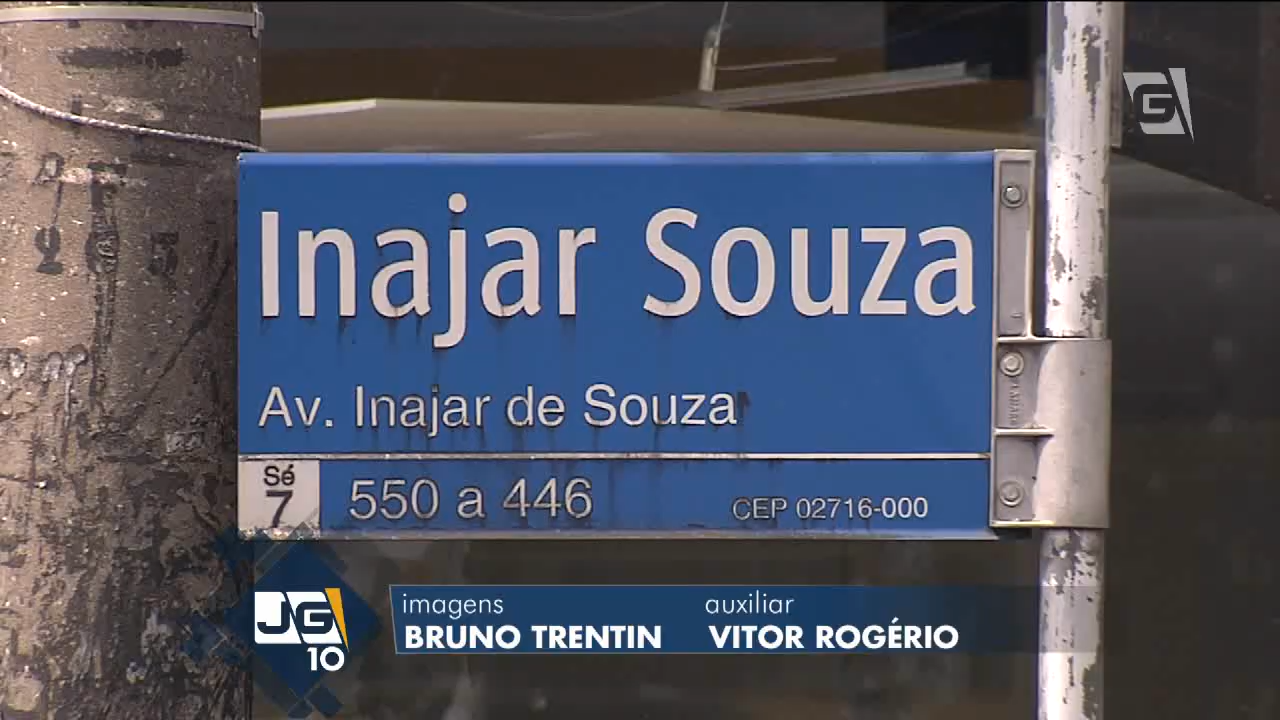 Inajar Souza
Av. Inajar de Souza
Sé
7
550 a 446
CEP 02716-000
G
JG
10
imagens
auxiliar
BRUNO TRENTIN
VITOR ROGÉRIO